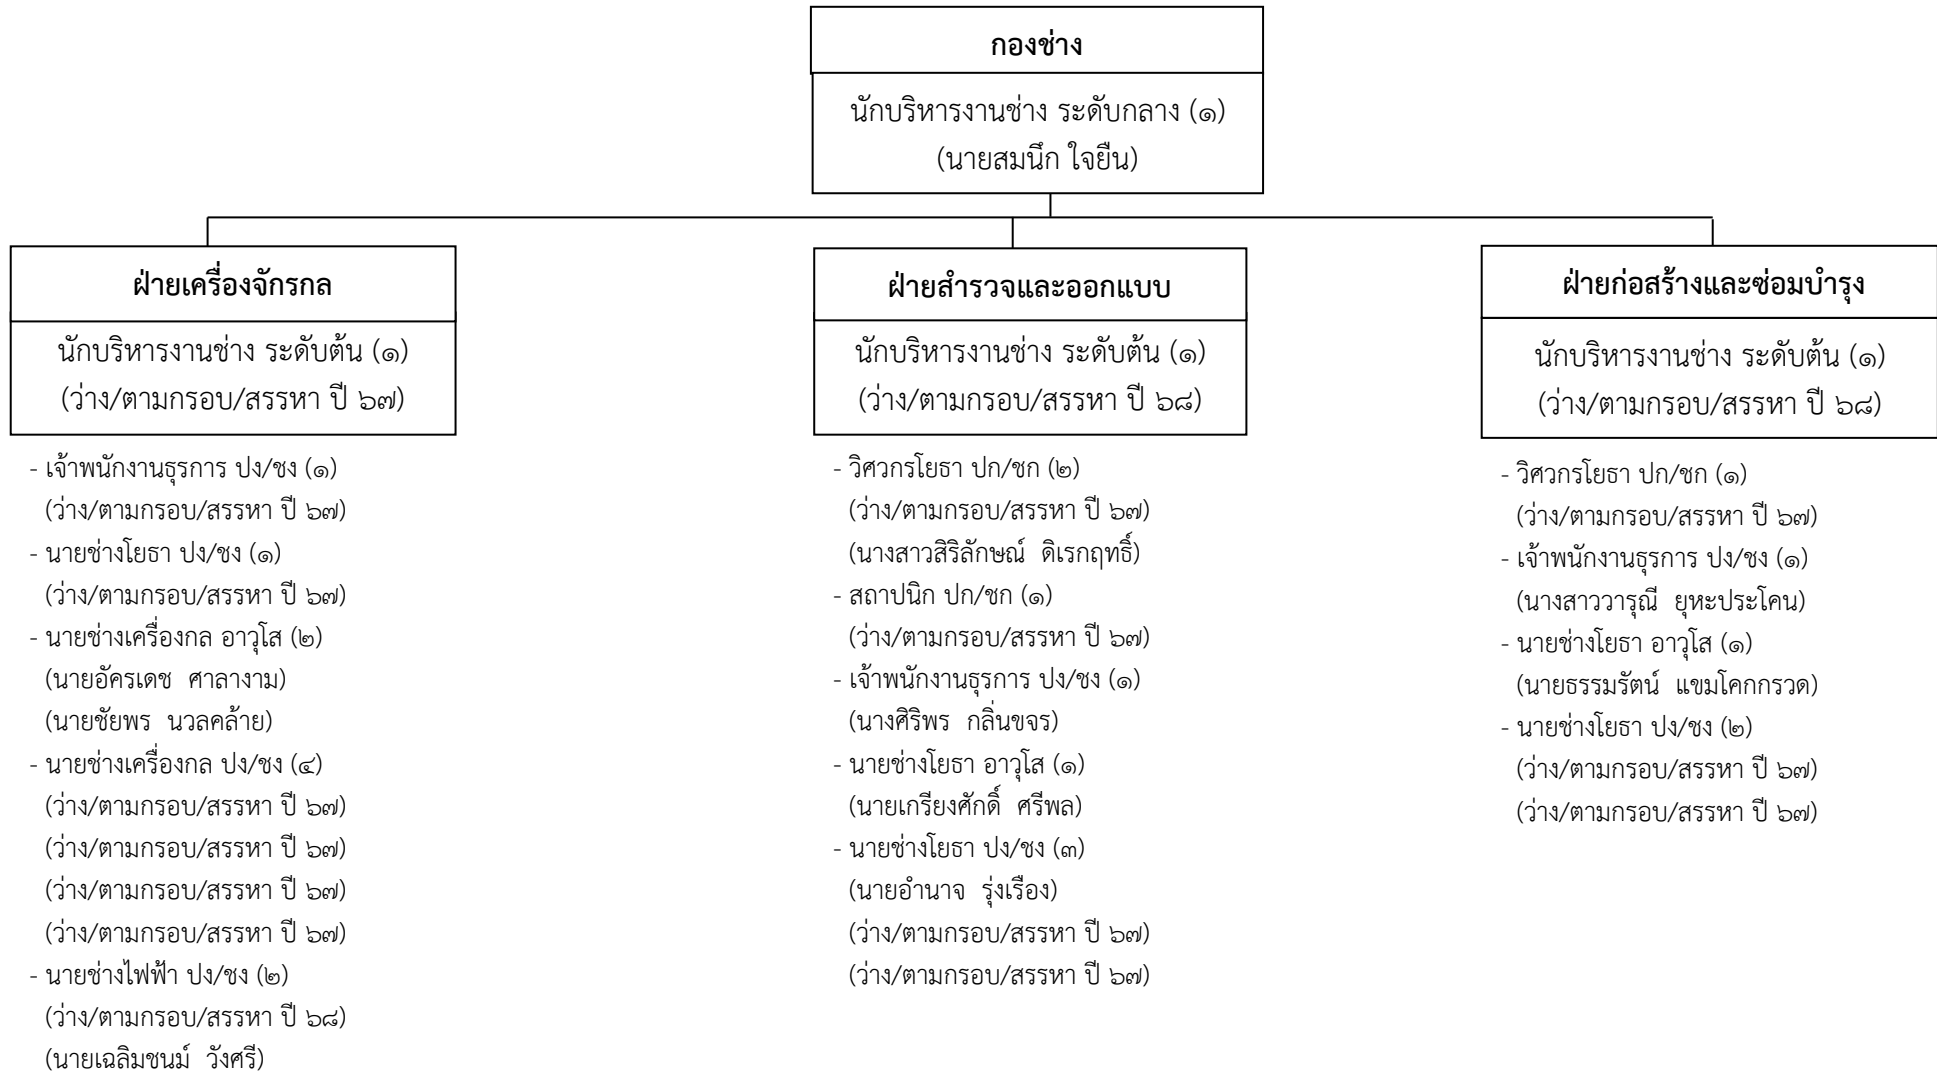 กองช่าง
นักบริหารงานช่าง ระดับกลาง (๑)
(นายสมนึก ใจยืน)
ฝ่ายเครื่องจักรกล
นักบริหารงานช่าง ระดับต้น (๑)
(ว่าง/ตามกรอบ/สรรหา ปี ๖๗)
- เจ้าพนักงานธุรการ ปง/ชง (๑)
(ว่าง/ตามกรอบ/สรรหา ปี ๖๗)
- นายช่างโยธา ปง/ชง (๑)
(ว่าง/ตามกรอบ/สรรหา ปี ๖๗)
- นายช่างเครื่องกล อาวุโส (๒)
(นายอัครเดช ศาลางาม)
(นายชัยพร นวลคล้าย)
- นายช่างเครื่องกล ปง/ชง (๔)
(ว่าง/ตามกรอบ/สรรหา ปี ๖๗)
(ว่าง/ตามกรอบ/สรรหา ปี ๖๗)
(ว่าง/ตามกรอบ/สรรหา ปี ๖๗)
(ว่าง/ตามกรอบ/สรรหา ปี ๖๗)
- นายช่างไฟฟ้า ปง/ชง (๒)
(ว่าง/ตามกรอบ/สรรหา ปี ๖๘)
(นายเฉลิมชนม์ วังศรี)
ฝ่ายสำรวจและออกแบบ
นักบริหารงานช่าง ระดับต้น (๑)
(ว่าง/ตามกรอบ/สรรหา ปี ๖๘)
- วิศวกรโยธา ปก/ชก (๒)
(ว่าง/ตามกรอบ/สรรหา ปี ๖๗)
(นางสาวสิริลักษณ์ ดิเรกฤทธิ์)
- สถาปนิก ปก/ชก (๑)
(ว่าง/ตามกรอบ/สรรหา ปี ๖๗)
- เจ้าพนักงานธุรการ ปง/ชง (๑)
(นางศิริพร กลิ่นขจร)
- นายช่างโยธา อาวุโส (๑)
(นายเกรียงศักดิ์ ศรีพล)
- นายช่างโยธา ปง/ชง (๓)
(นายอำนาจ รุ่งเรือง)
(ว่าง/ตามกรอบ/สรรหา ปี ๖๗)
(ว่าง/ตามกรอบ/สรรหา ปี ๖๗)
ฝ่ายก่อสร้างและซ่อมบำรุง
นักบริหารงานช่าง ระดับต้น (๑)
(ว่าง/ตามกรอบ/สรรหา ปี ๖๘)
- วิศวกรโยธา ปก/ชก (๑)
(ว่าง/ตามกรอบ/สรรหา ปี ๖๗)
- เจ้าพนักงานธุรการ ปง/ชง (๑)
(นางสาววารุณี ยุหะประโคน)
- นายช่างโยธา อาวุโส (๑)
(นายธรรมรัตน์ แขมโคกกรวด)
- นายช่างโยธา ปง/ชง (๒)
(ว่าง/ตามกรอบ/สรรหา ปี ๖๗)
(ว่าง/ตามกรอบ/สรรหา ปี ๖๗)